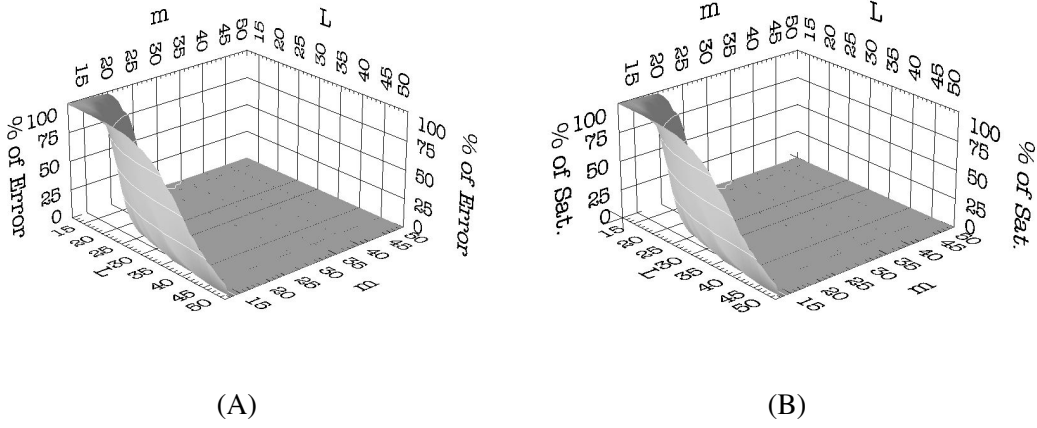 m L
15 20 25 30 35 40 45 50 15 20 25 30 35 40 45 50
100 75 50 25 0
% of Error
100 75 50 25 0
% of Error
15 20 25 30 35 40 45 50
L
15 20 25 30 35 40 45 50
m
(A)
m L
15 20 25 30 35 40 45 50 15 20 25 30 35 40 45 50
100 75 50 25 0
% of Sat.
100 75 50 25 0
% of Sat.
15 20 25 30 35 40 45 50
L
15 20 25 30 35 40 45 50
m
(B)